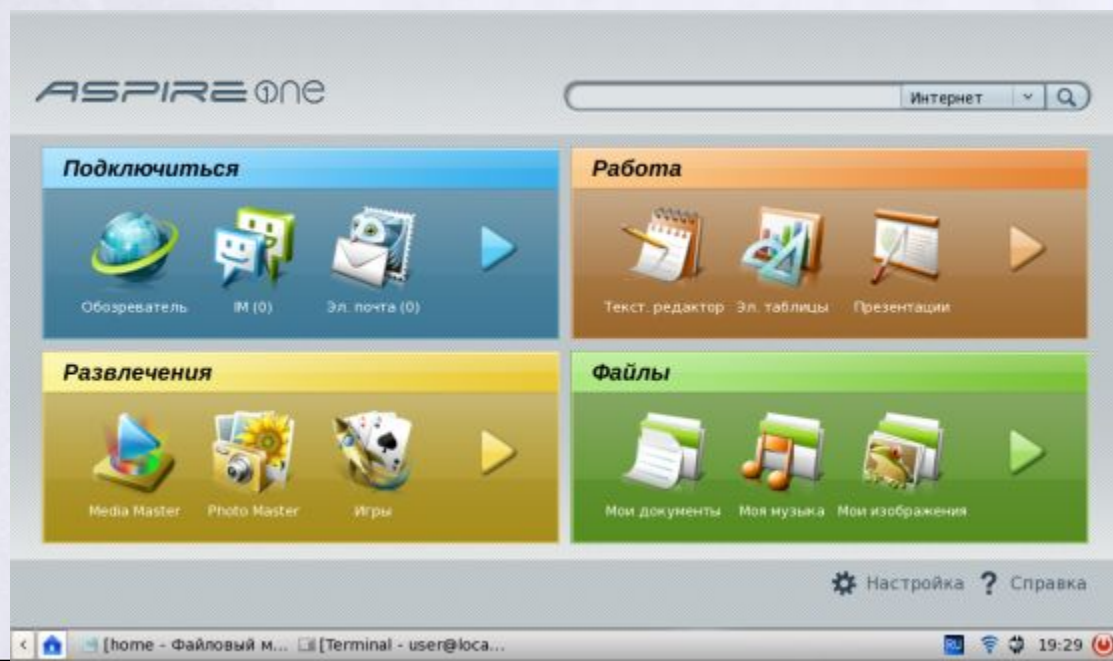 ASPIRE one
Интернет
Подключиться
Обозреватель IM (0) Эл. почта (0)
Работа
Текст. редактор Эл. таблицы Презентации
Развлечения
Media Master Photo Master Игры
Файлы
Мои документы Моя музыка Мои изображения
Настройка ? Справка
[home - Файловый м... [Terminal - user@loca... RU 19:29